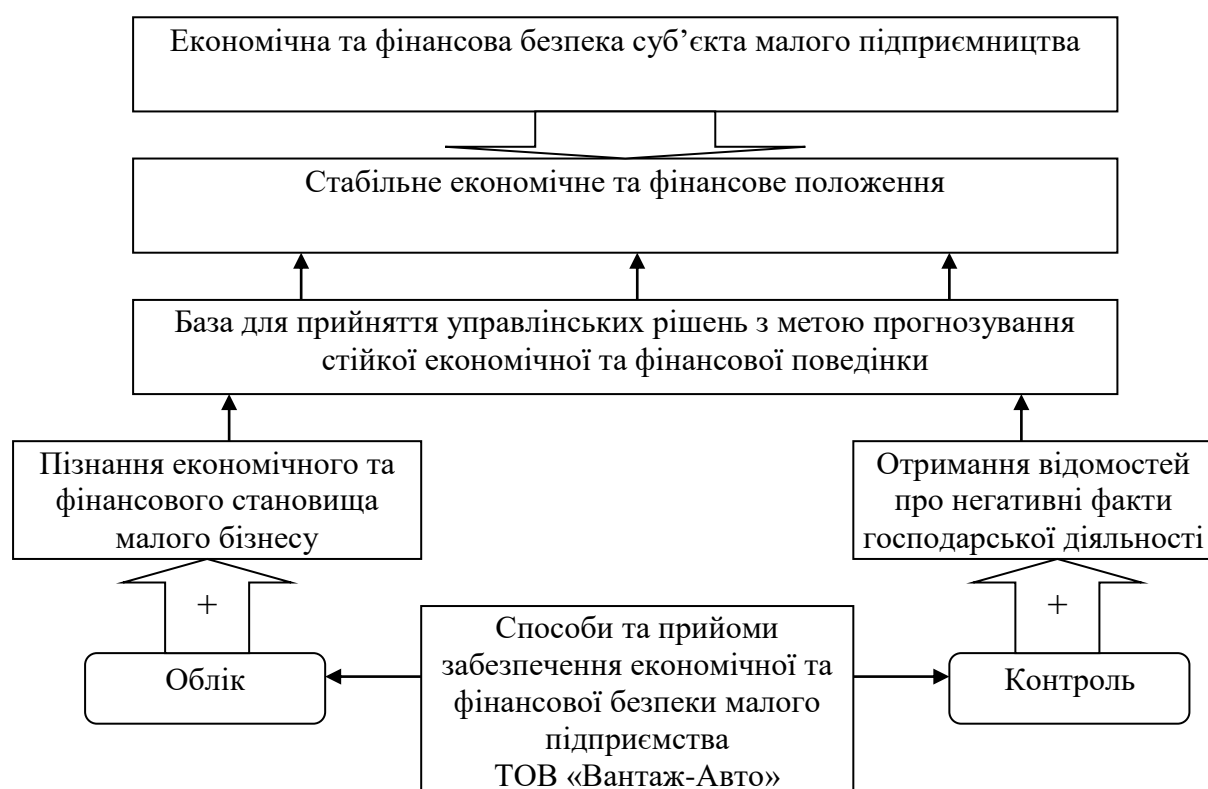 Економічна та фінансова безпека суб’єкта малого підприємництва
Стабільне економічне та фінансове положення
База для прийняття управлінських рішень з метою прогнозування
стійкої економічної та фінансової поведінки
Пізнання економічного та
фінансового становища
малого бізнесу
Отримання відомостей
про негативні факти
господарської діяльності
+
+
Облік
Способи та прийоми
забезпечення економічної та
фінансової безпеки малого
підприємства
ТОВ «Вантаж-Авто»
Контроль